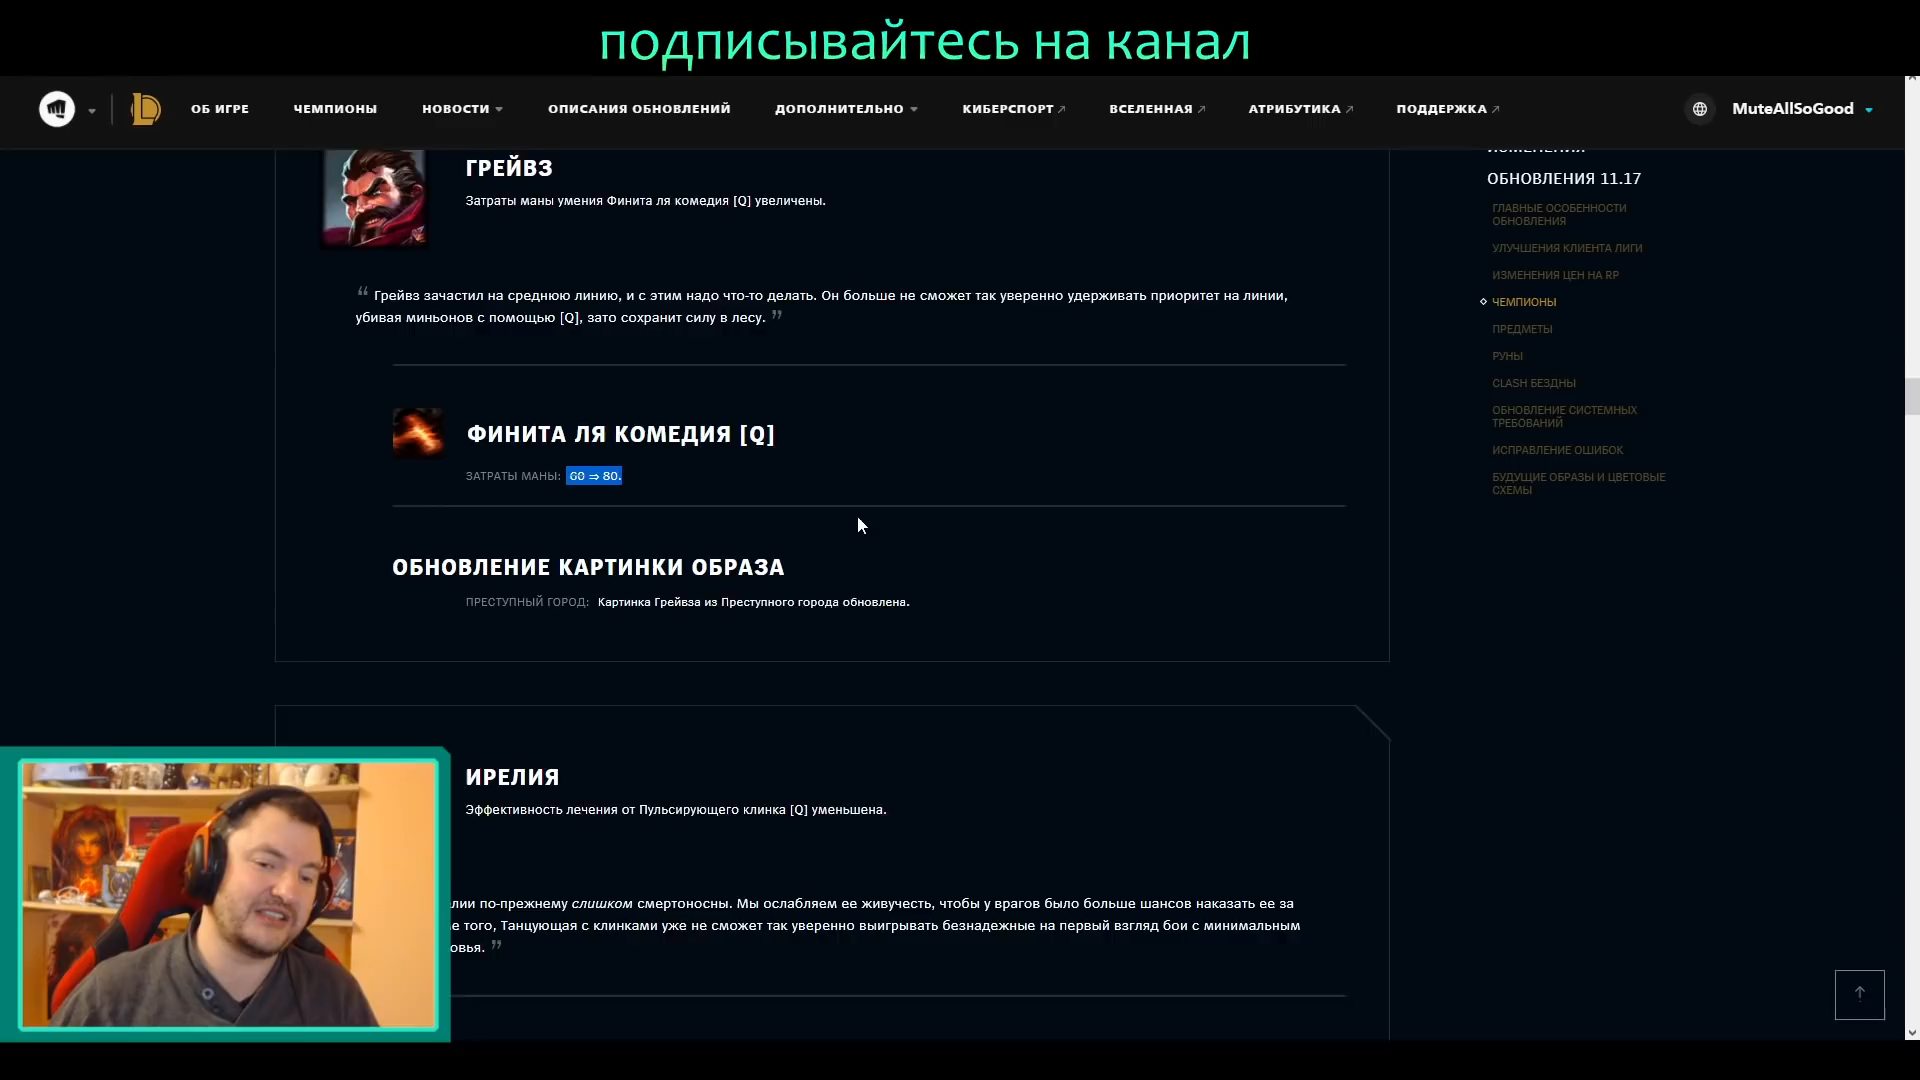 подписывайтесь на канал
ОБ ИГРЕ
ЧЕМПИОНЫ
НОВОСТИ
ОПИСАНИЯ ОБНОВЛЕНИЙ
ДОПОЛНИТЕЛЬНО
КИБЕРСПОРТ
ВСЕЛЕННАЯ
АТРИБУТИКА
ПОДДЕРЖКА
MuteAllSoGood
ГРЕЙВЗ
Затраты маны умения Финита ля комедия [Q] увеличены.
“ Грейвз зачастил на среднюю линию, и с этим надо что-то делать. Он больше не сможет так уверенно удерживать приоритет на линии,
убивая миньонов с помощью [Q], зато сохранит силу в лесу. ”
ФИНИТА ЛЯ КОМЕДИЯ [Q]
ЗАТРАТЫ МАНЫ: 60 ⇒ 80.
ОБНОВЛЕНИЕ КАРТИНКИ ОБРАЗА
ПРЕСТУПНЫЙ ГОРОД: Картинка Грейвза из Преступного города обновлена.
ИРЕЛИЯ
Эффективность лечения от Пульсирующего клинка [Q] уменьшена.
лии по-прежнему слишком смертоносны. Мы ослабляем ее живучесть, чтобы у врагов было больше шансов наказать ее за
е того, Танцующая с клинками уже не сможет так уверенно выигрывать безнадежные на первый взгляд бои с минимальным
овья. ”
ИЗМЕНЕНИЯ
ОБНОВЛЕНИЯ 11.17
ГЛАВНЫЕ ОСОБЕННОСТИ
ОБНОВЛЕНИЯ
УЛУЧШЕНИЯ КЛИЕНТА ЛИГИ
ИЗМЕНЕНИЯ ЦЕН НА RP
ЧЕМПИОНЫ
ПРЕДМЕТЫ
РУНЫ
CLASH БЕЗДНЫ
ОБНОВЛЕНИЕ СИСТЕМНЫХ
ТРЕБОВАНИЙ
ИСПРАВЛЕНИЕ ОШИБОК
БУДУЩИЕ ОБРАЗЫ И ЦВЕТОВЫЕ
СХЕМЫ